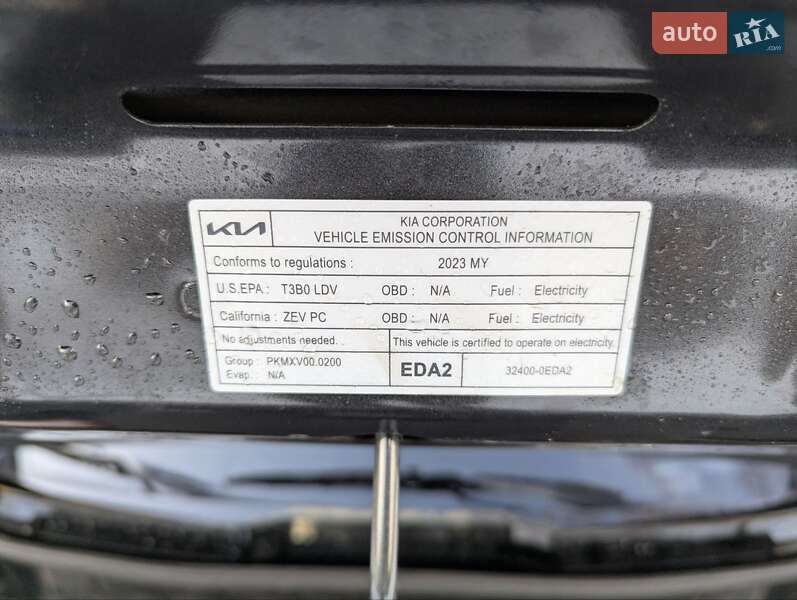 auto RIA.com
KIA
KIA CORPORATION
VEHICLE EMISSION CONTROL INFORMATION
Conforms to regulations : 2023 MY
U.S.EPA : T3B0 LDV OBD : N/A Fuel : Electricity
California : ZEV PC OBD : N/A Fuel : Electricity
No adjustments needed. This vehicle is certified to operate on electricity.
Group : PKMXV00.0200
Evap. : N/A
EDA2
32400-0EDA2